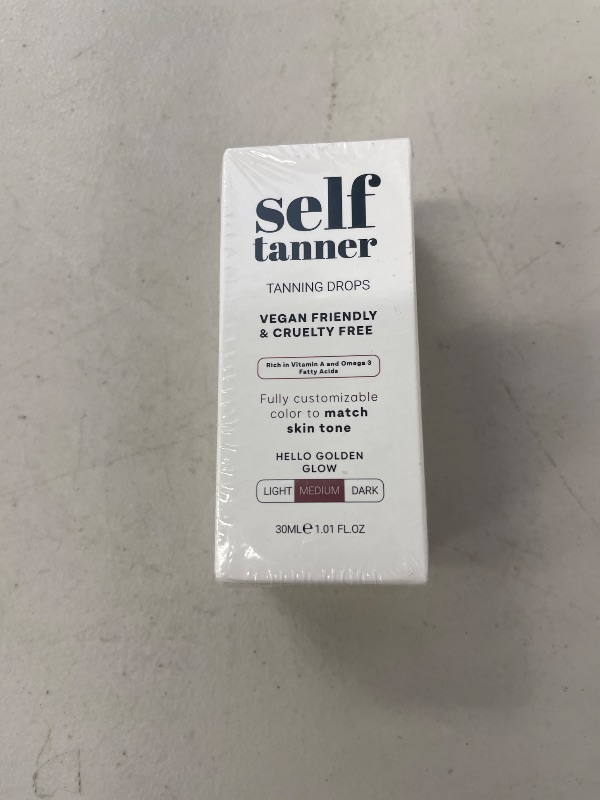 self
tanner
TANNING DROPS
VEGAN FRIENDLY
& CRUELTY FREE
Rich in Vitamin A and Omega 3
Fatty Acids
Fully customizable
color to match
skin tone
HELLO GOLDEN
GLOW
LIGHT MEDIUM DARK
30ML℮ 1.01 FL.OZ